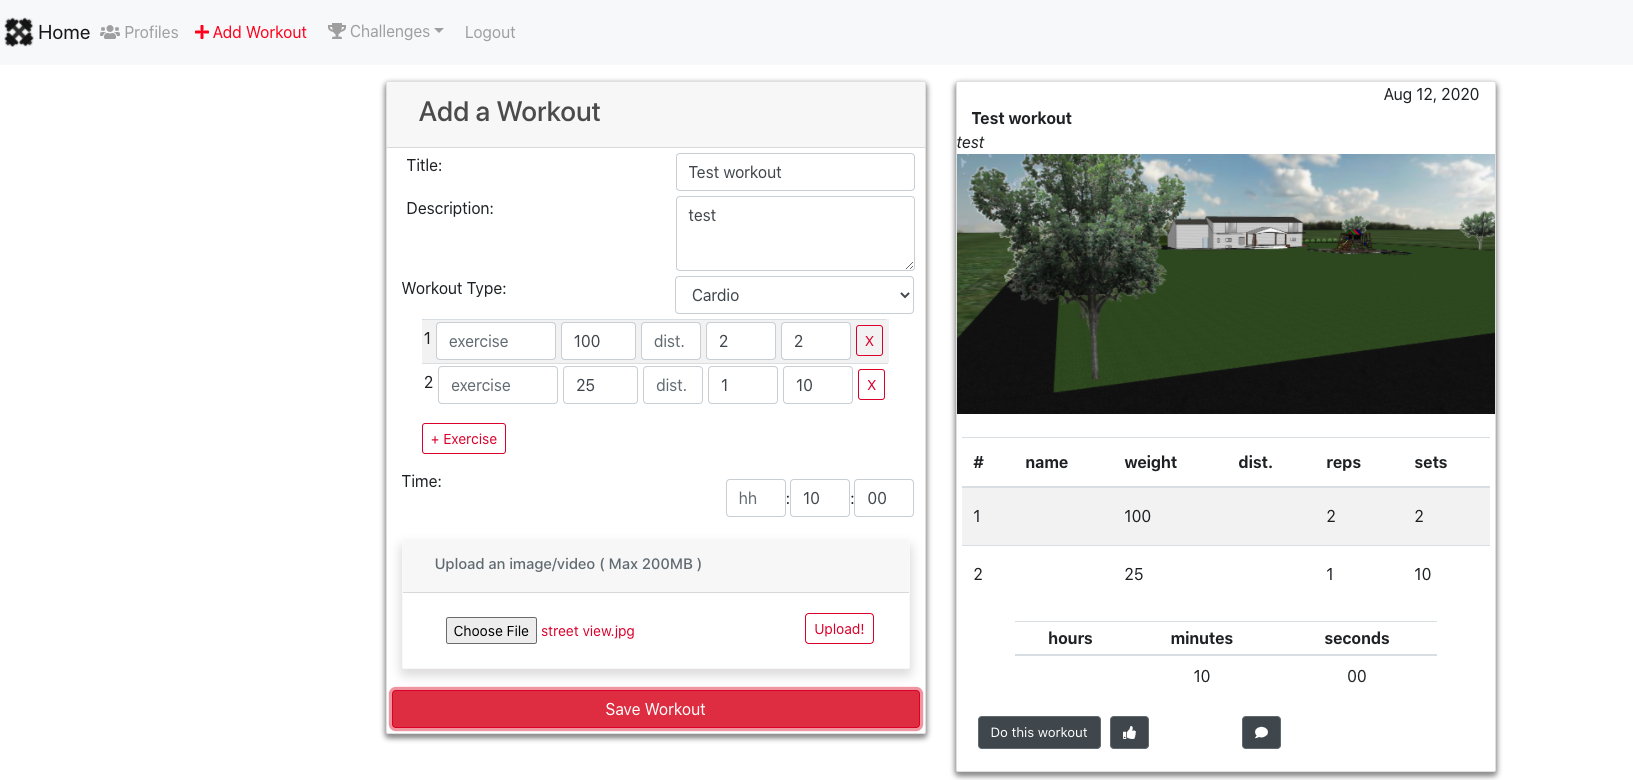 Home Profiles Add Workout Challenges Logout
Add a Workout
Title: Test workout
Description: test
Workout Type: Cardio
1 exercise 100 dist. 2 2 X
2 exercise 25 dist. 1 10 X
+ Exercise
Time: hh : 10 : 00
Upload an image/video ( Max 200MB )
Choose File street view.jpg Upload!
Save Workout
Aug 12, 2020
Test workout
test
# name weight dist. reps sets
1 100 2 2
2 25 1 10
hours minutes seconds
10 00
Do this workout